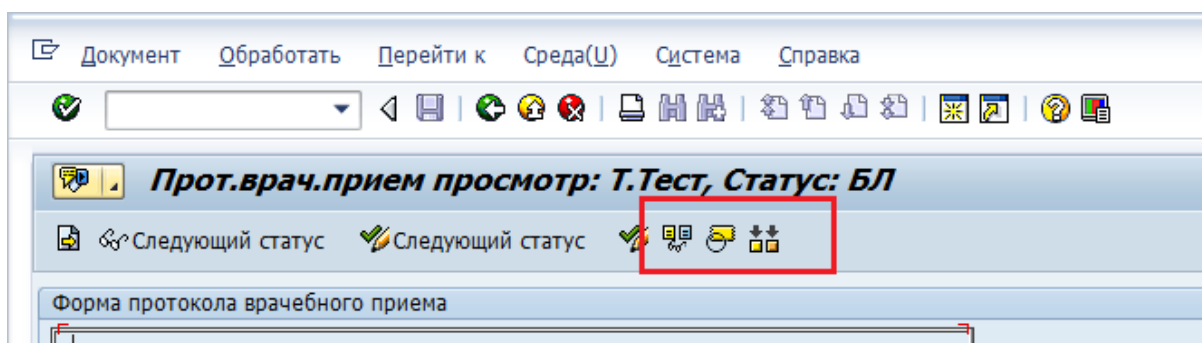 Документ Обработать Перейти к Среда(U) Система Справка
Прот.врач.прием просмотр: Т.Тест, Статус: БЛ
Следующий статус Следующий статус
Форма протокола врачебного приема